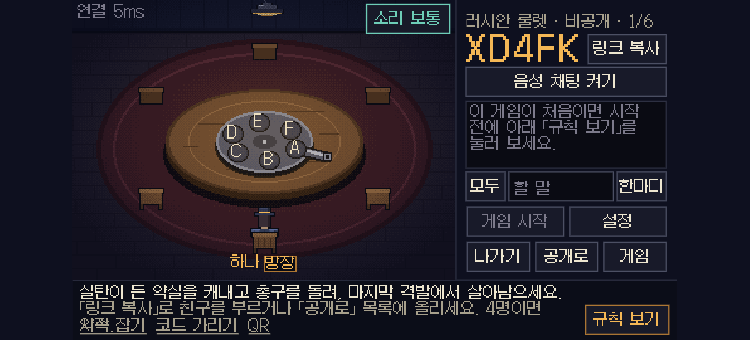 연결 5ms
소리 보통
러시안 룰렛 · 비공개 · 1/6
XD4FK
링크 복사
음성 채팅 켜기
이 게임이 처음이면 시작
전에 아래 「규칙 보기」를
눌러 보세요.
모두
할 말
한마디
게임 시작
설정
나가기
공개로
게임
E
D
F
C
A
B
하나 방장
실탄이 든 약실을 캐내고 총구를 돌려, 마지막 격발에서 살아남으세요.
「링크 복사」로 친구를 부르거나 「공개로」 목록에 올리세요. 4명이면
코드 가리기 QR
규칙 보기